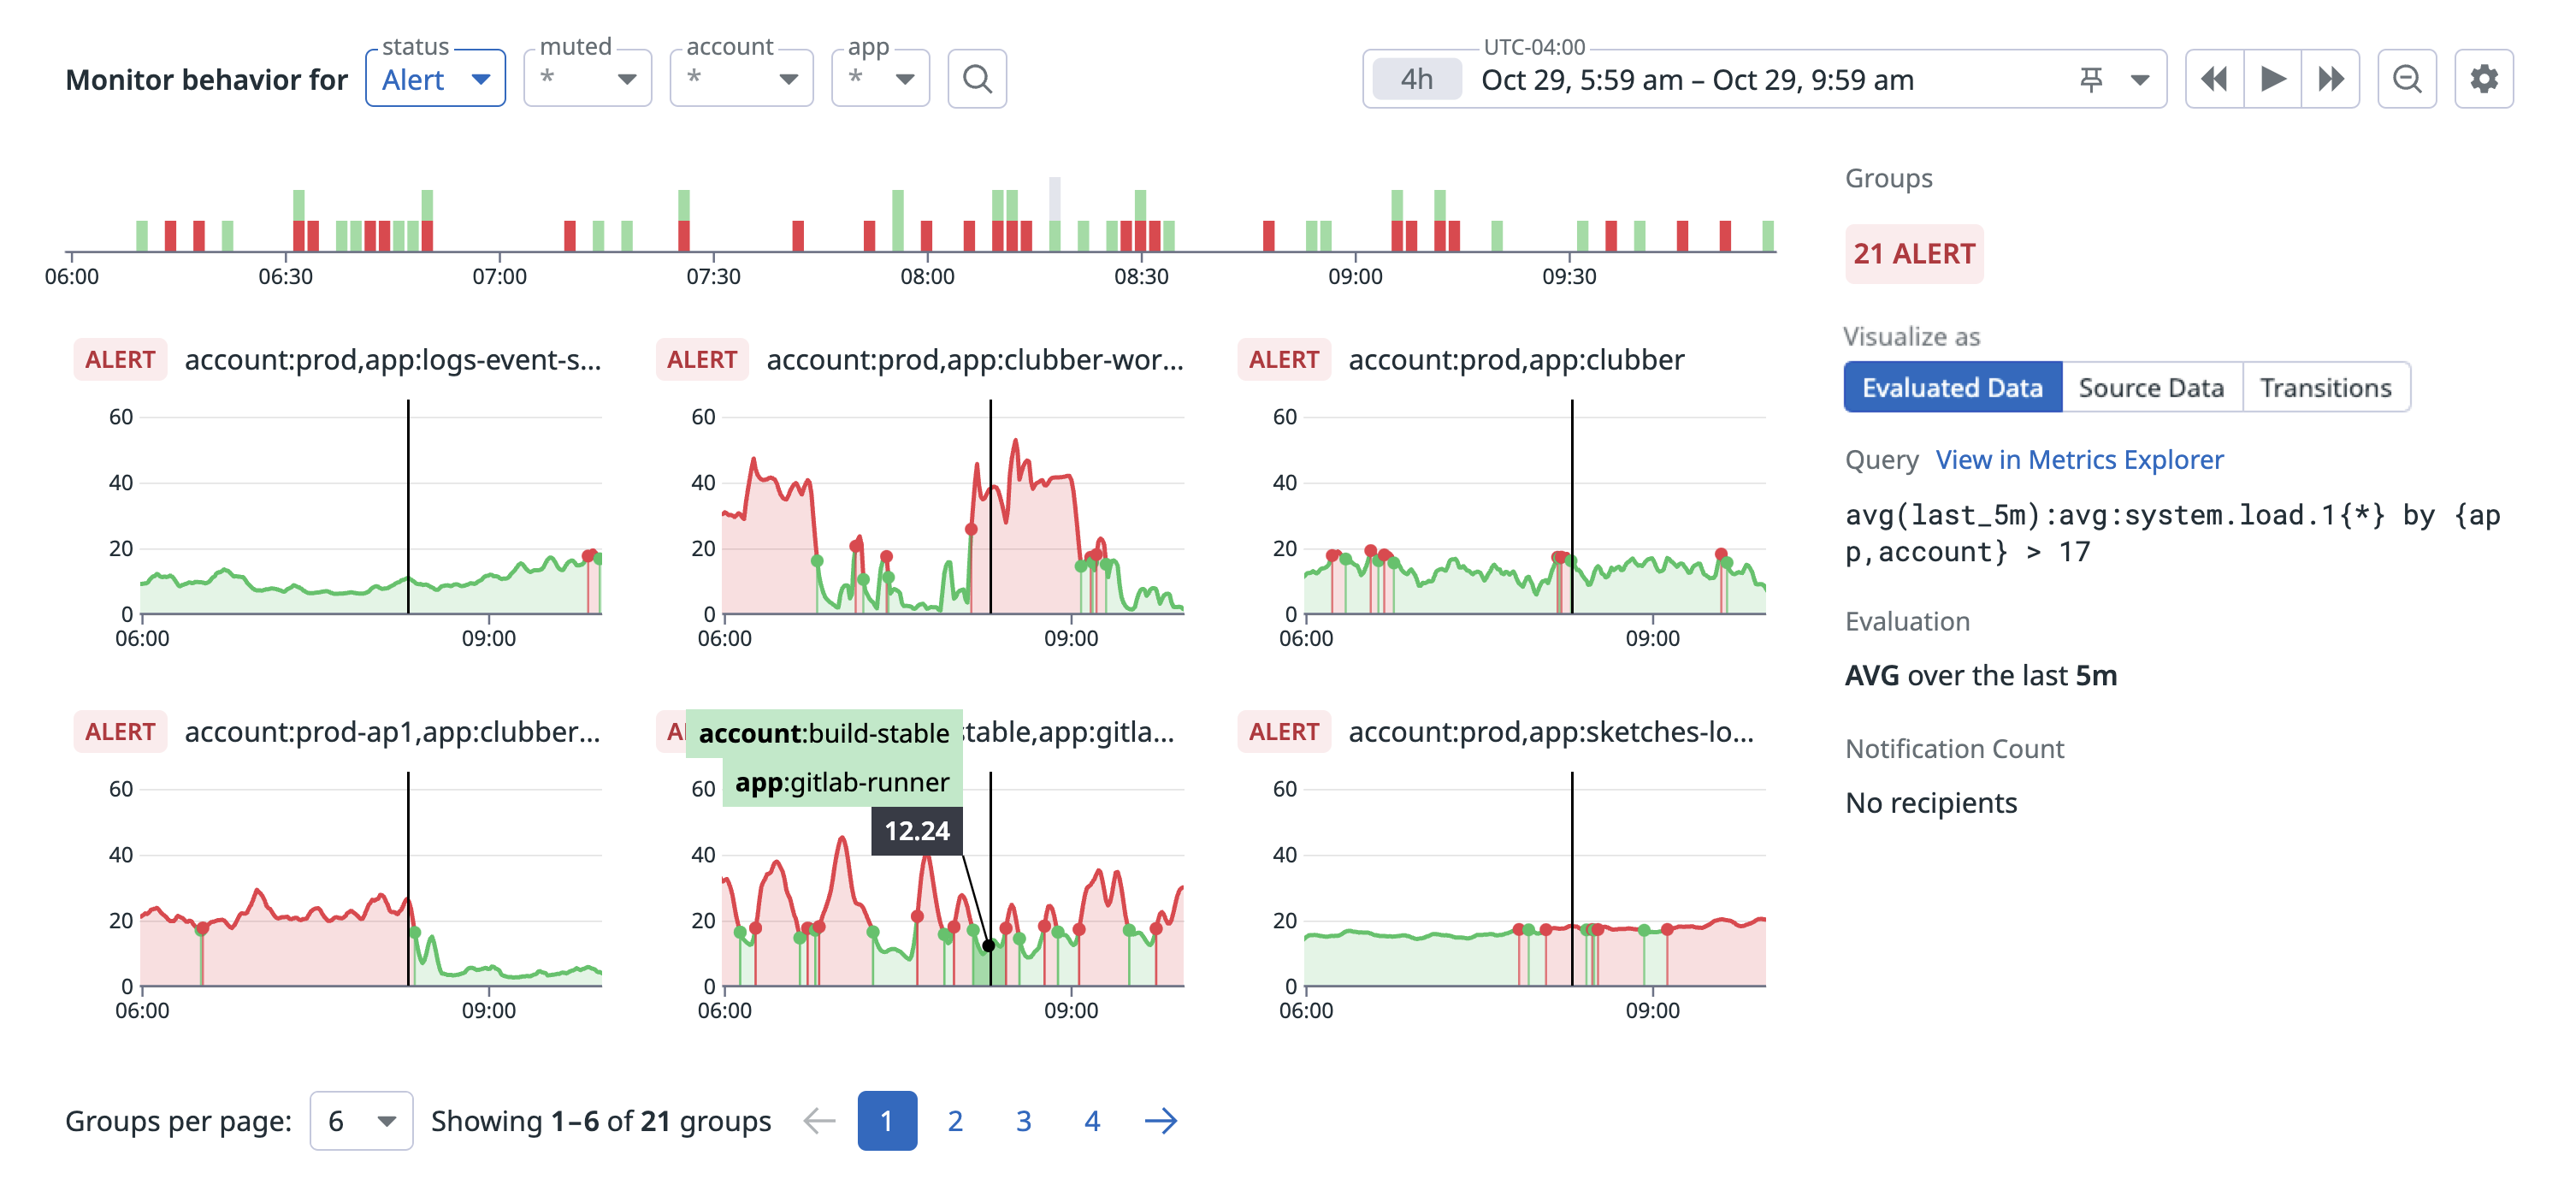 Monitor behavior for
status
Alert
muted
*
account
*
app
*
UTC-04:00
4h Oct 29, 5:59 am – Oct 29, 9:59 am
06:00 06:30 07:00 07:30 08:00 08:30 09:00 09:30
Groups
21 ALERT
Visualize as
Evaluated Data Source Data Transitions
Query View in Metrics Explorer
avg(last_5m):avg:system.load.1{*} by {ap
p,account} > 17
Evaluation
AVG over the last 5m
Notification Count
No recipients
ALERT account:prod,app:logs-event-s...
60
40
20
0
06:00 09:00
ALERT account:prod,app:clubber-wor...
60
40
20
0
06:00 09:00
ALERT account:prod,app:clubber
60
40
20
0
06:00 09:00
ALERT account:prod-ap1,app:clubber...
60
40
20
0
06:00 09:00
account:build-stable
app:gitlab-runner
12.24
stable,app:gitla...
60
40
20
0
06:00 09:00
ALERT account:prod,app:sketches-lo...
60
40
20
0
06:00 09:00
Groups per page: 6 Showing 1–6 of 21 groups 1 2 3 4